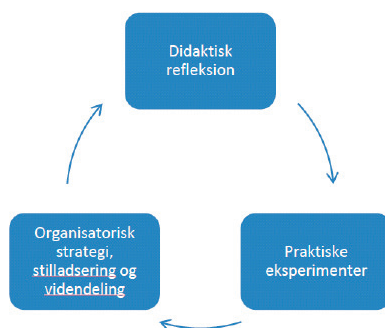 Didaktisk
refleksion
Praktiske
eksperimenter
Organisatorisk
strategi,
stilladsering og
videndeling